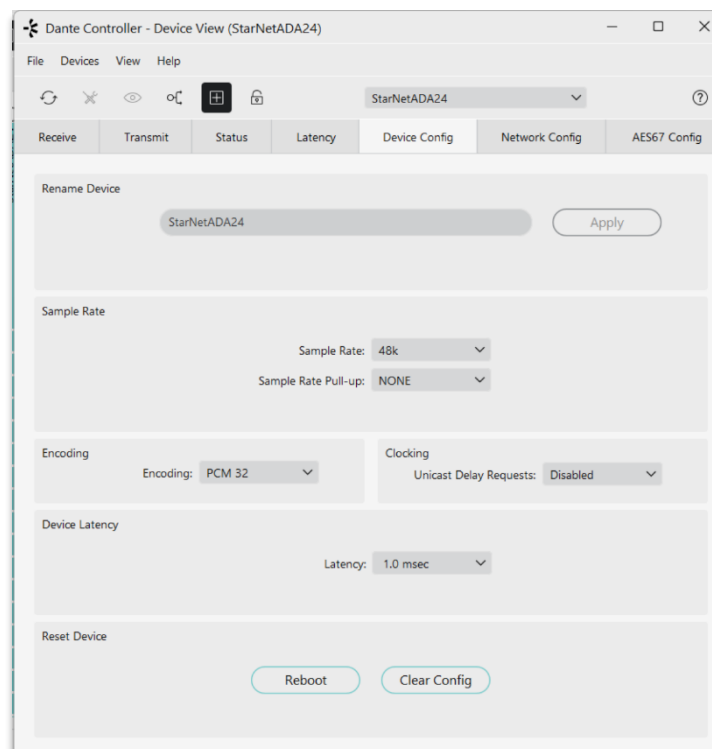 Dante Controller - Device View (StarNetADA24)
File Devices View Help
StarNetADA24
Receive Transmit Status Latency Device Config Network Config AES67 Config
Rename Device
StarNetADA24 Apply
Sample Rate
Sample Rate: 48k
Sample Rate Pull-up: NONE
Encoding Clocking
Encoding: PCM 32 Unicast Delay Requests: Disabled
Device Latency
Latency: 1.0 msec
Reset Device
Reboot Clear Config